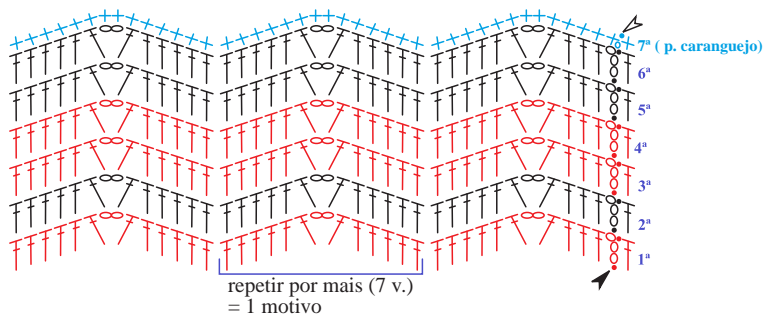 7ª ( p. caranguejo)
6ª
5ª
4ª
3ª
2ª
1ª
repetir por mais (7 v.)
= 1 motivo